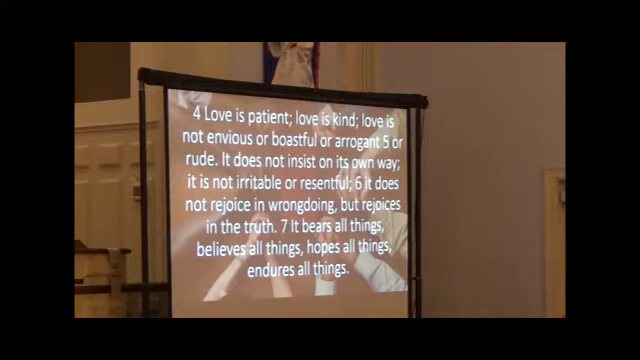 4 Love is patient; love is kind; love is
not envious or boastful or arrogant 5 or
rude. It does not insist on its own way;
it is not irritable or resentful; 6 it does
not rejoice in wrongdoing, but rejoices
in the truth. 7 It bears all things,
believes all things, hopes all things,
endures all things.